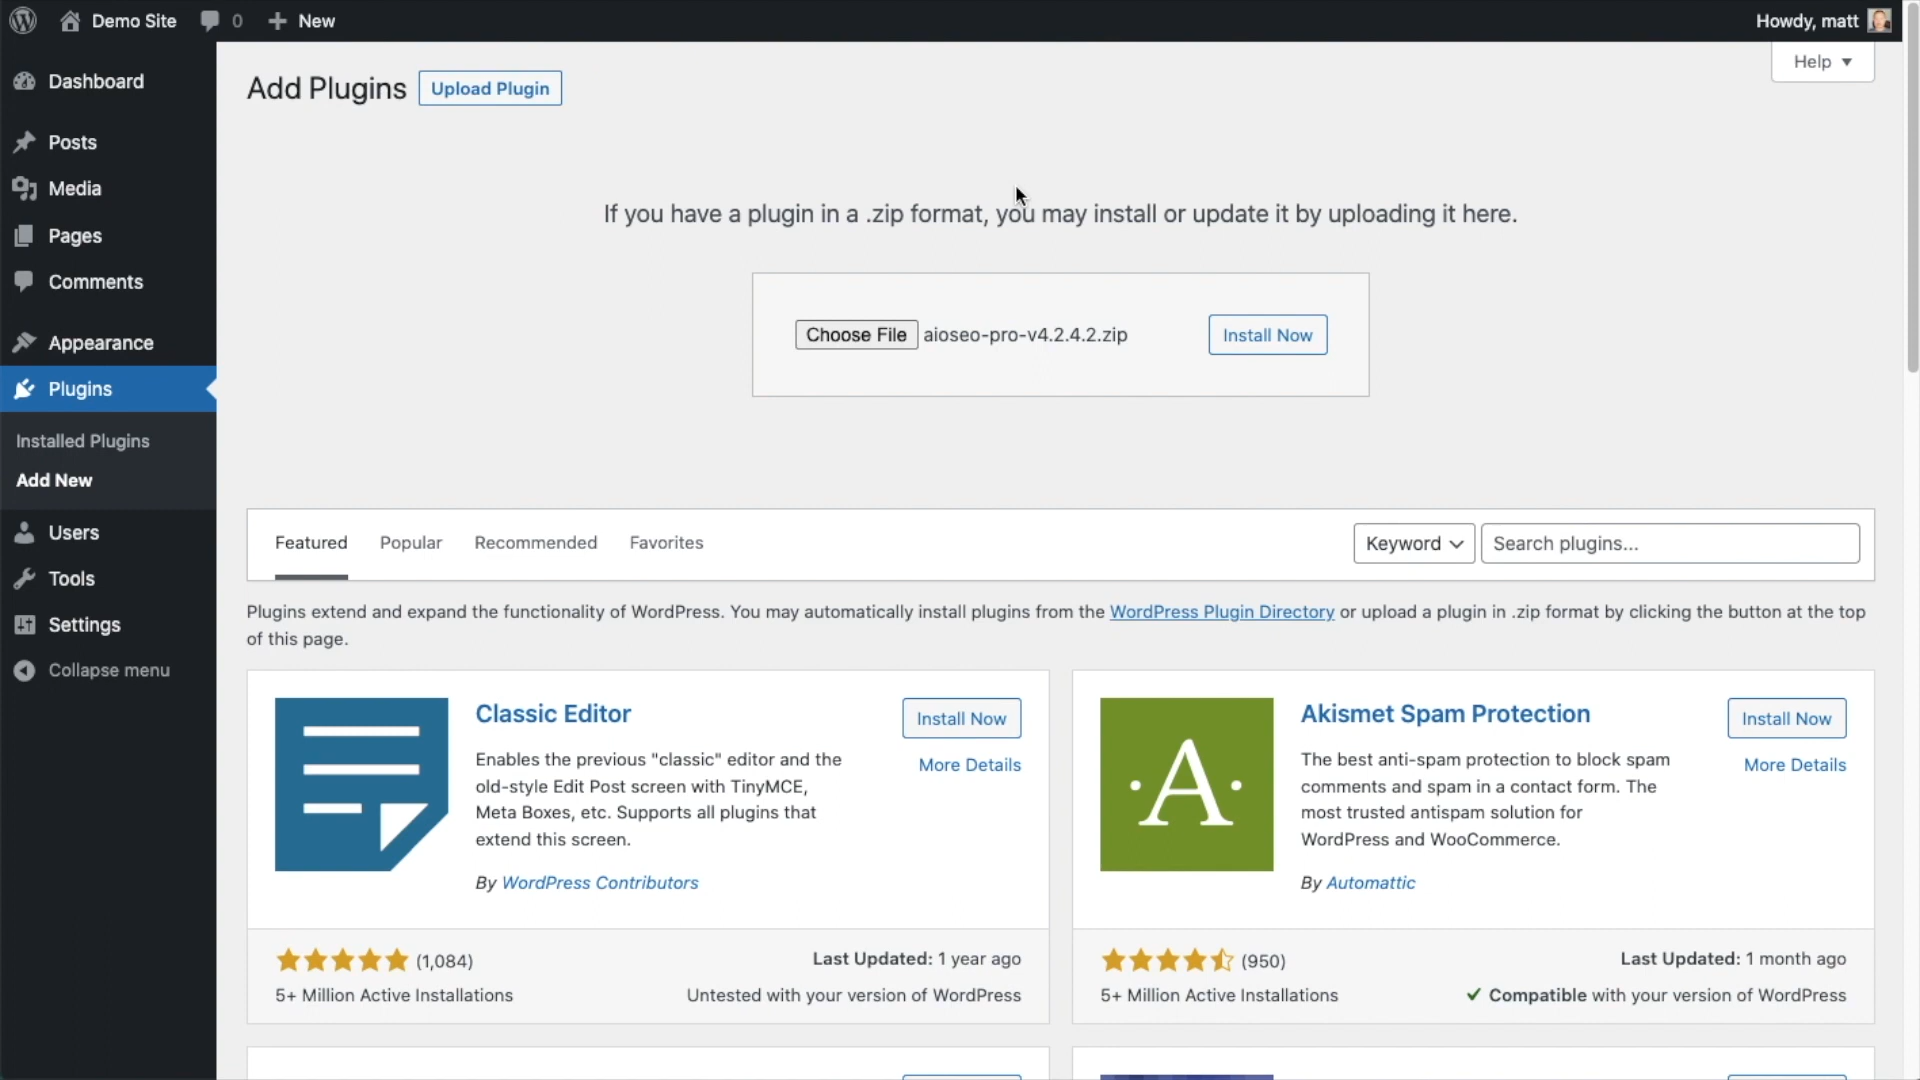 Demo Site
0
New
Howdy, matt
Help
Dashboard
Posts
Media
Pages
Comments
Appearance
Plugins
Installed Plugins
Add New
Users
Tools
Settings
Collapse menu
Add Plugins
Upload Plugin
If you have a plugin in a .zip format, you may install or update it by uploading it here.
Choose File aioseo-pro-v4.2.4.2.zip
Install Now
Featured
Popular
Recommended
Favorites
Keyword
Search plugins...
Plugins extend and expand the functionality of WordPress. You may automatically install plugins from the WordPress Plugin Directory or upload a plugin in .zip format by clicking the button at the top
of this page.
Classic Editor
Install Now
More Details
Enables the previous "classic" editor and the
old-style Edit Post screen with TinyMCE,
Meta Boxes, etc. Supports all plugins that
extend this screen.
By WordPress Contributors
(1,084)
Last Updated: 1 year ago
5+ Million Active Installations
Untested with your version of WordPress
A
Akismet Spam Protection
Install Now
More Details
The best anti-spam protection to block spam
comments and spam in a contact form. The
most trusted antispam solution for
WordPress and WooCommerce.
By Automattic
(950)
Last Updated: 1 month ago
5+ Million Active Installations
Compatible with your version of WordPress